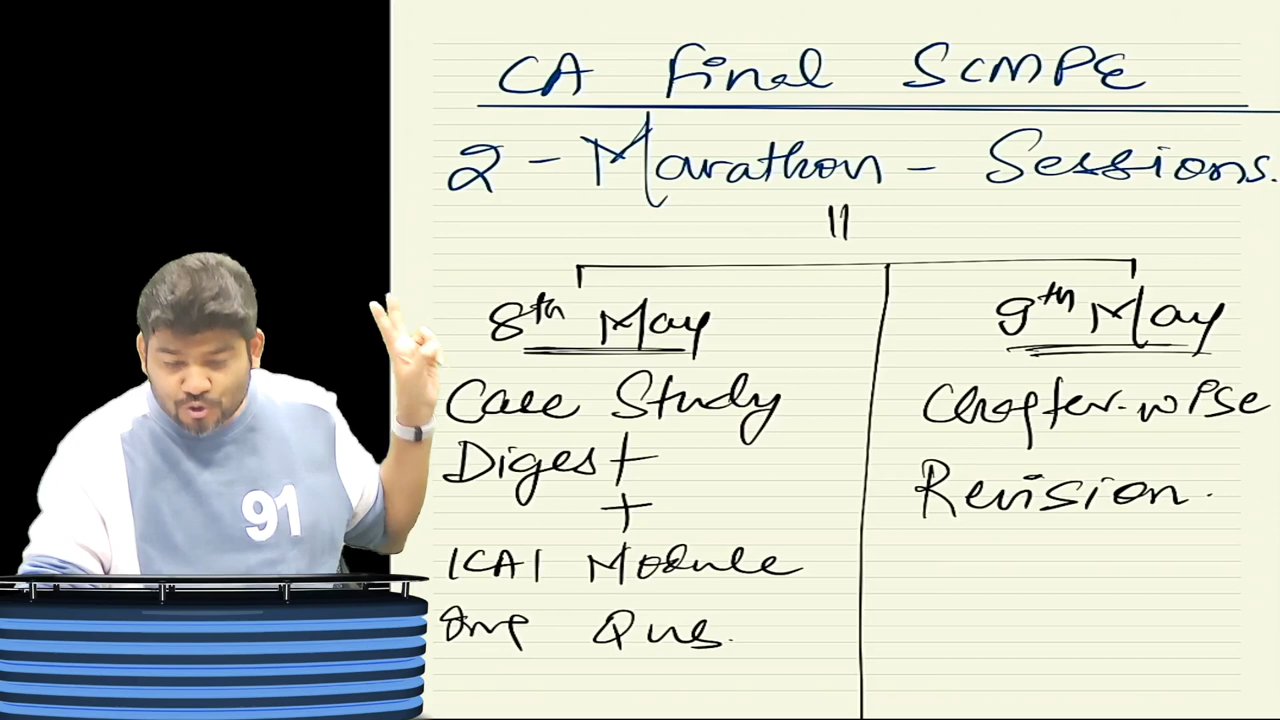 CA Final SCMPE
2 - Marathon - Sessions.
8th May
Case Study
Digest
+
ICAI Module
Imp Ques.
9th May
Chapter-wise
Revision.
91